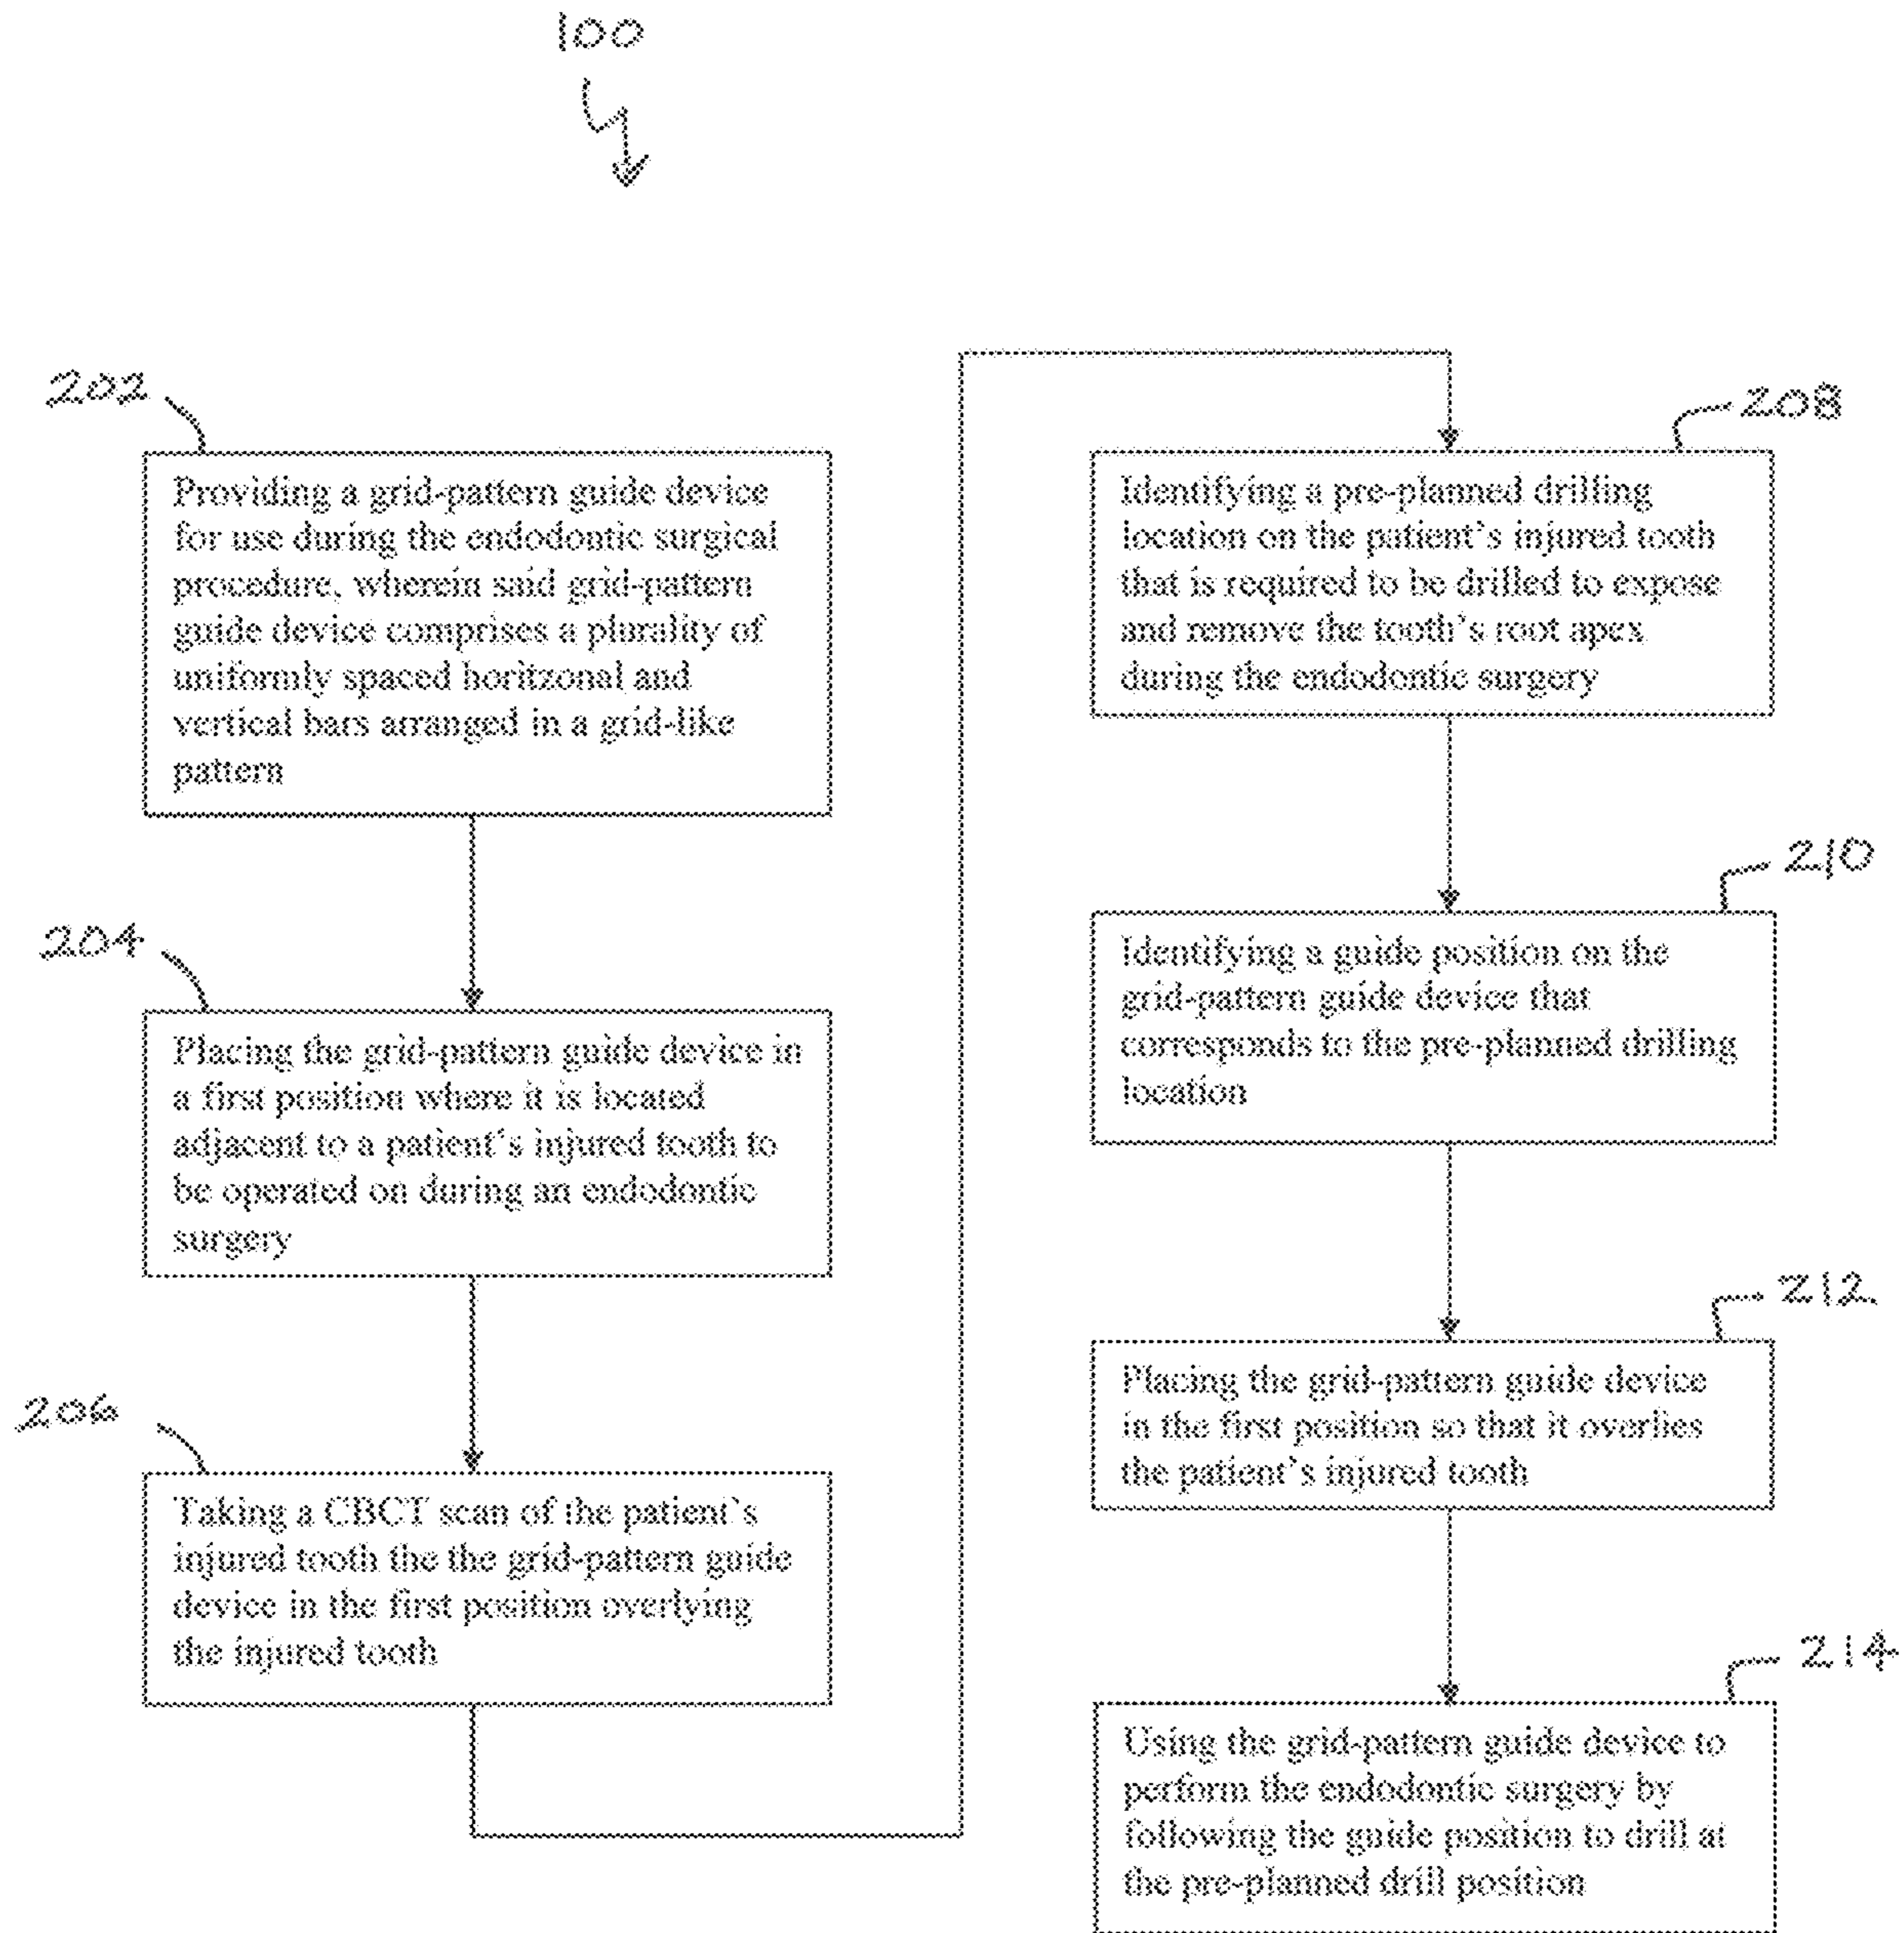 100
202
Providing a grid-pattern guide device
for use during the endodontic surgical
procedure, wherein said grid-pattern
guide device comprises a plurality of
uniformly spaced horitzonal and
vertical bars arranged in a grid-like
pattern
204
Placing the grid-pattern guide device in
a first position where it is located
adjacent to a patient's injured tooth to
be operated on during an endodontic
surgery
206
Taking a CBCT scan of the patient's
injured tooth the the grid-pattern guide
device in the first position overlying
the injured tooth
208
Identifying a pre-planned drilling
location on the patient's injured tooth
that is required to be drilled to expose
and remove the tooth's root apex
during the endodontic surgery
210
Identifying a guide position on the
grid-pattern guide device that
corresponds to the pre-planned drilling
location
212
Placing the grid-pattern guide device
in the first position so that it overlies
the patient's injured tooth
214
Using the grid-pattern guide device to
perform the endodontic surgery by
following the guide position to drill at
the pre-planned drill position